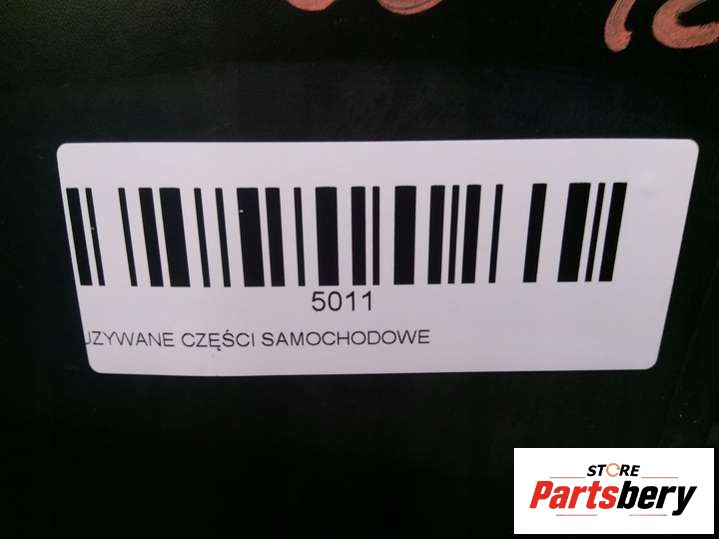 5011
UZYWANE CZĘŚCI SAMOCHODOWE
STORE
Partsbery